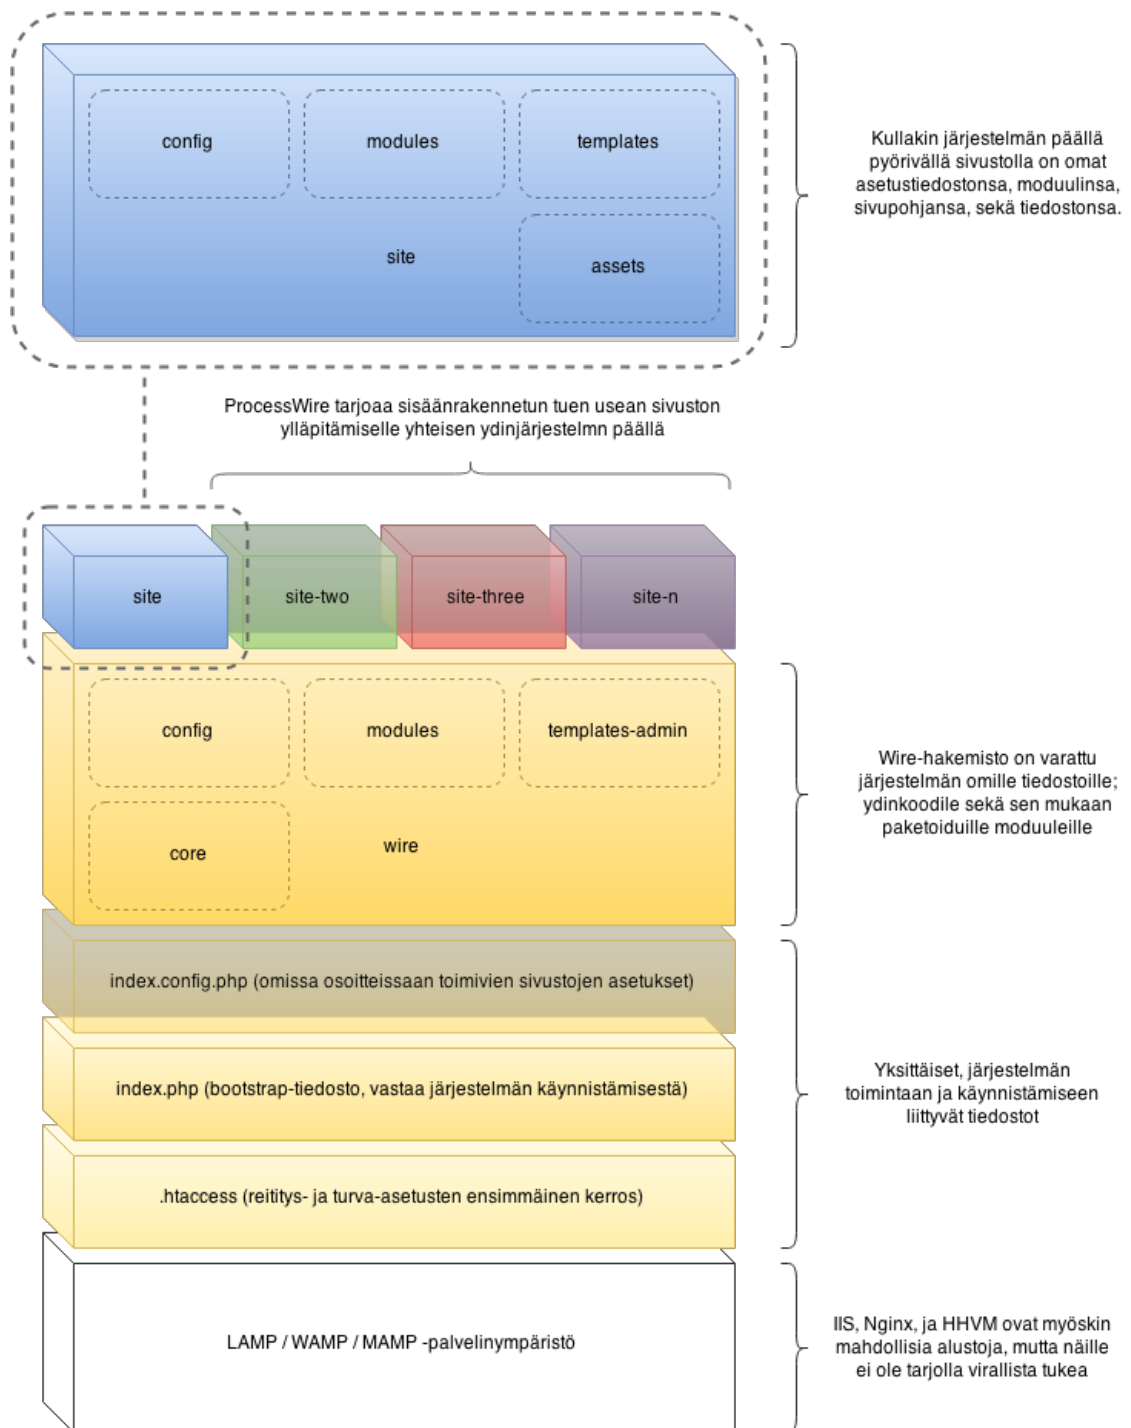 config
modules
templates
site
assets
Kullakin järjestelmän päällä
pyörivällä sivustolla on omat
asetustiedostonsa, moduulinsa,
sivupohjansa, sekä tiedostonsa.
ProcessWire tarjoaa sisäänrakennetun tuen usean sivuston
ylläpitämiselle yhteisen ydinjärjestelmn päällä
site
site-two
site-three
site-n
config
modules
templates-admin
core
wire
Wire-hakemisto on varattu
järjestelmän omille tiedostoille;
ydinkoodile sekä sen mukaan
paketoiduille moduuleille
index.config.php (omissa osoitteissaan toimivien sivustojen asetukset)
index.php (bootstrap-tiedosto, vastaa järjestelmän käynnistämisestä)
.htaccess (reititys- ja turva-asetusten ensimmäinen kerros)
Yksittäiset, järjestelmän
toimintaan ja käynnistämiseen
liittyvät tiedostot
LAMP / WAMP / MAMP -palvelinympäristö
IIS, Nginx, ja HHVM ovat myöskin
mahdollisia alustoja, mutta näille
ei ole tarjolla virallista tukea